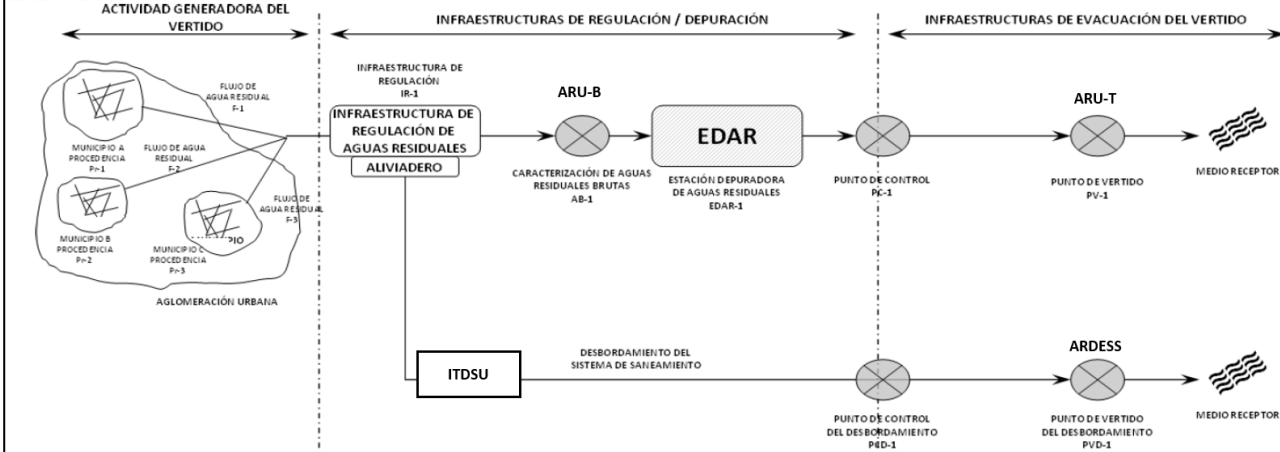 ACTIVIDAD GENERADORA DEL
VERTIDO
INFRAESTRUCTURAS DE REGULACIÓN / DEPURACIÓN
INFRAESTRUCTURAS DE EVACUACIÓN DEL VERTIDO
FLUJO DE
AGUA RESIDUAL
F-1
MUNICIPIO A
PROCEDENCIA
Pr-1
FLUJO DE AGUA
RESIDUAL
F-2
MUNICIPIO B
PROCEDENCIA
Pr-2
FLUJO DE
AGUA RESIDUAL
F-3
PIO
MUNICIPIO C
PROCEDENCIA
Pr-3
AGLOMERACIÓN URBANA
INFRAESTRUCTURA DE
REGULACIÓN
IR-1
INFRAESTRUCTURA DE
REGULACIÓN DE
AGUAS RESIDUALES
ALIVIADERO
ARU-B
CARACTERIZACIÓN DE AGUAS
RESIDUALES BRUTAS
AB-1
EDAR
ESTACIÓN DEPURADORA
DE AGUAS RESIDUALES
EDAR-1
PUNTO DE CONTROL
PC-1
ARU-T
PUNTO DE VERTIDO
PV-1
MEDIO RECEPTOR
ITDSU
DESBORDAMIENTO DEL
SISTEMA DE SANEAMIENTO
PUNTO DE CONTROL
DEL DESBORDAMIENTO
PCD-1
ARDESS
PUNTO DE VERTIDO
DEL DESBORDAMIENTO
PVD-1
MEDIO RECEPTOR